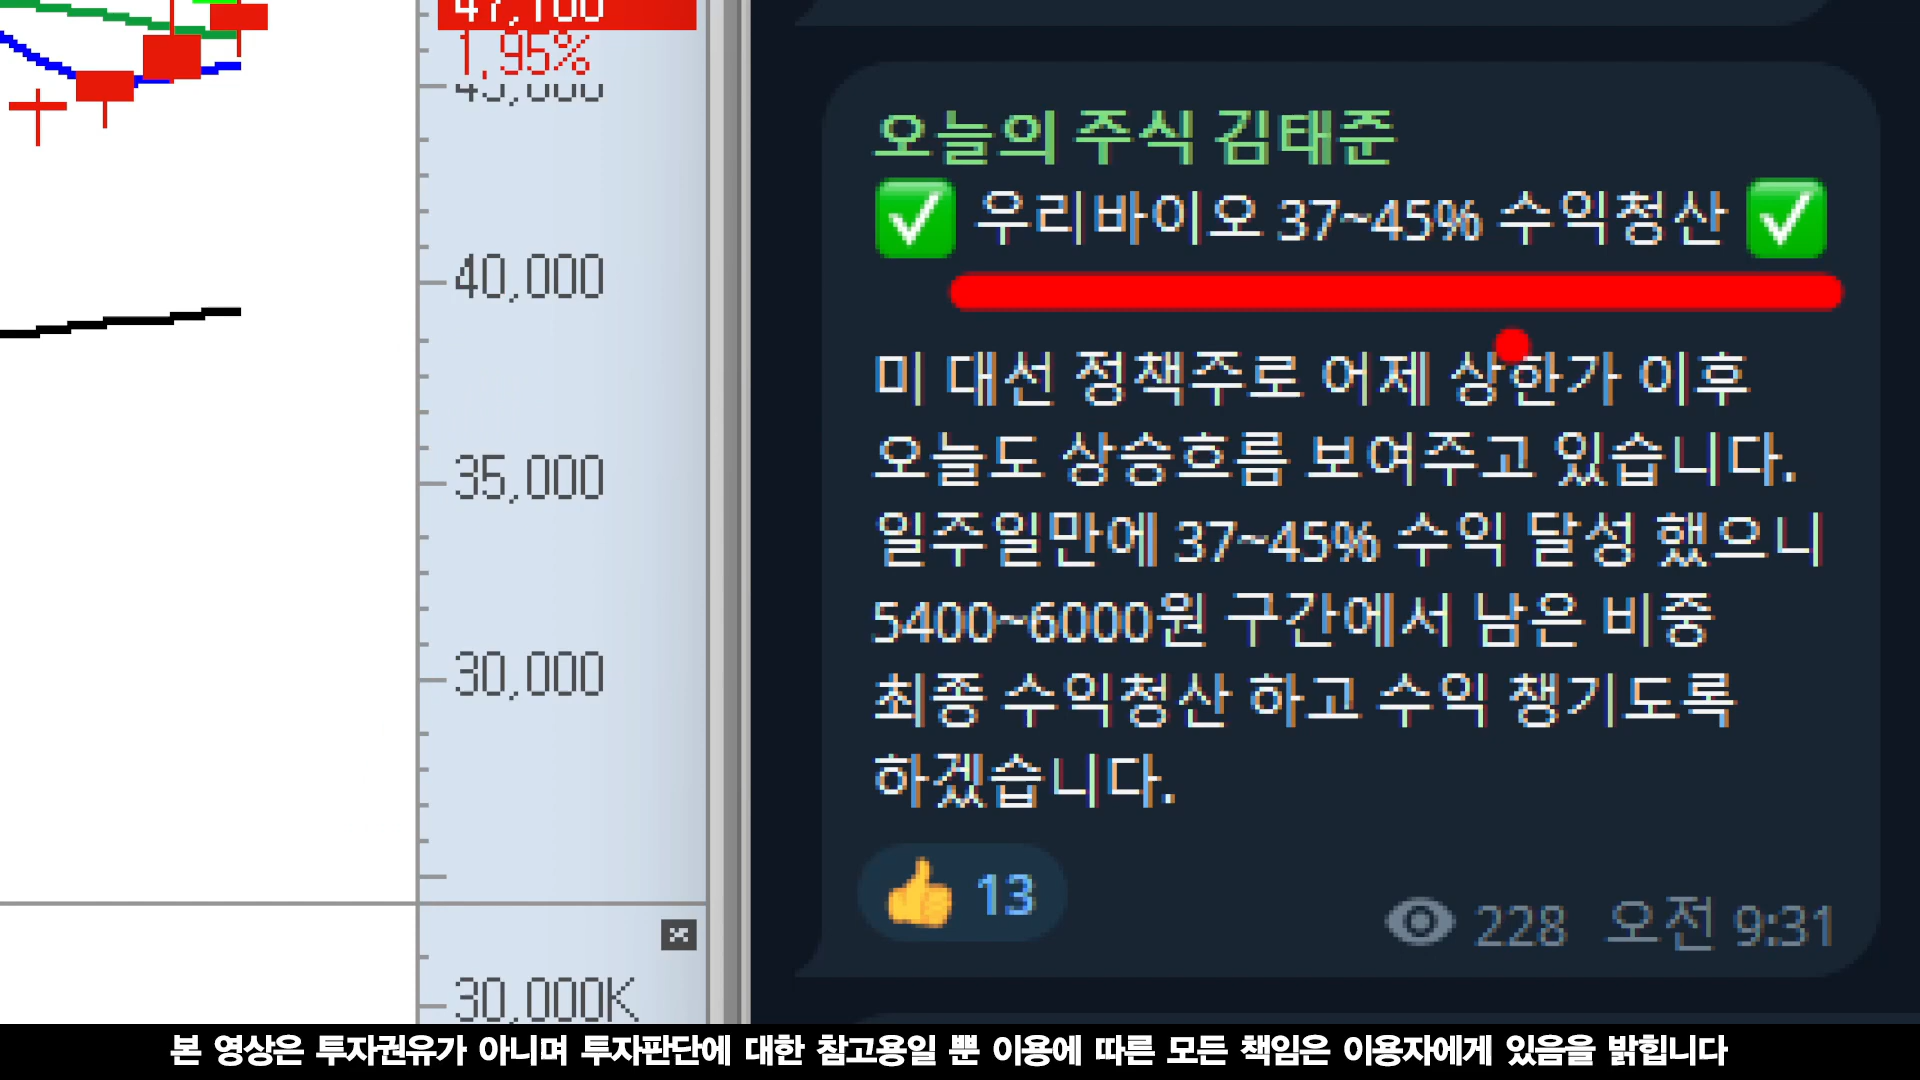 47,100
1.95%
45,000
40,000
35,000
30,000
30,000K
오늘의 주식 김태준
✅ 우리바이오 37~45% 수익청산 ✅
미 대선 정책주로 어제 상한가 이후
오늘도 상승흐름 보여주고 있습니다.
일주일만에 37~45% 수익 달성 했으니
5400~6000원 구간에서 남은 비중
최종 수익청산 하고 수익 챙기도록
하겠습니다.
👍 13
228 오전 9:31
본 영상은 투자권유가 아니며 투자판단에 대한 참고용일 뿐 이용에 따른 모든 책임은 이용자에게 있음을 밝힙니다